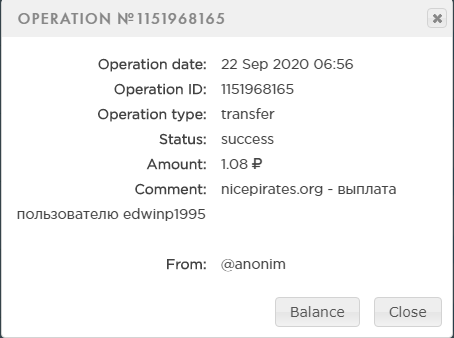 OPERATION №1151968165
Operation date: 22 Sep 2020 06:56
Operation ID: 1151968165
Operation type: transfer
Status: success
Amount: 1.08 ₽
Comment: nicepirates.org - выплата
пользователю edwinp1995
From: @anonim
Balance Close